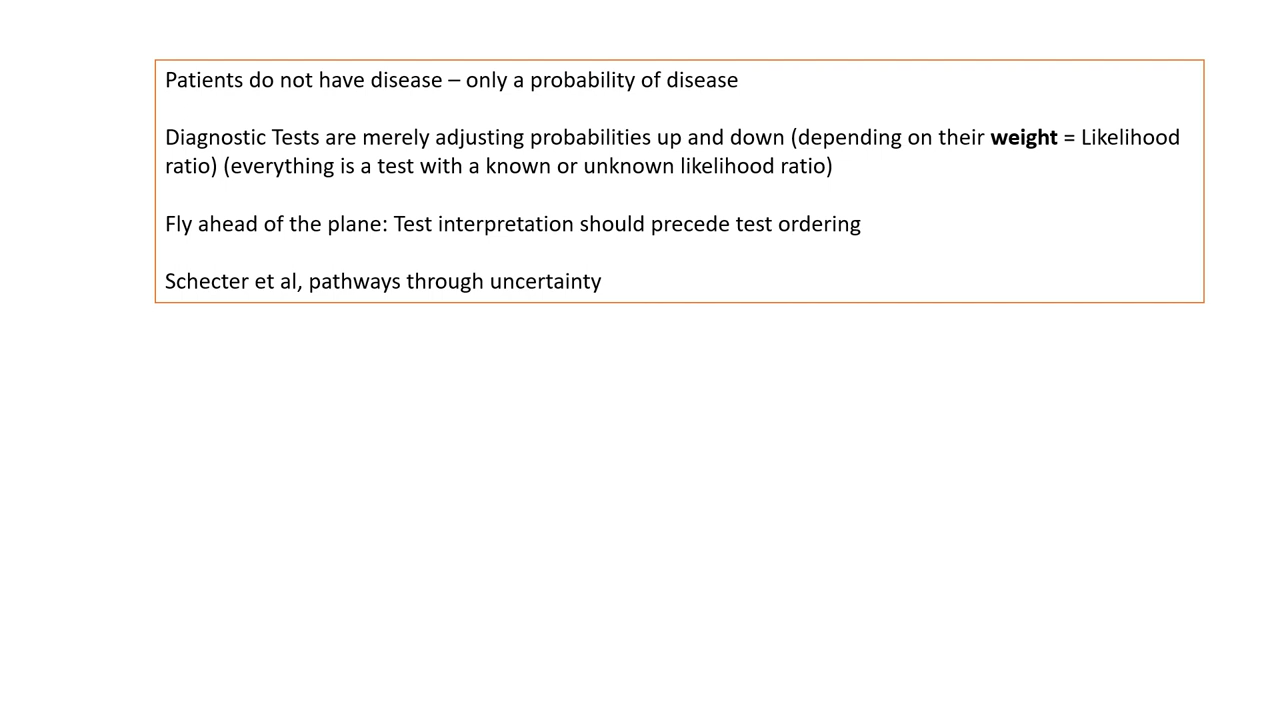 Patients do not have disease – only a probability of disease
Diagnostic Tests are merely adjusting probabilities up and down (depending on their weight = Likelihood
ratio) (everything is a test with a known or unknown likelihood ratio)
Fly ahead of the plane: Test interpretation should precede test ordering
Schecter et al, pathways through uncertainty